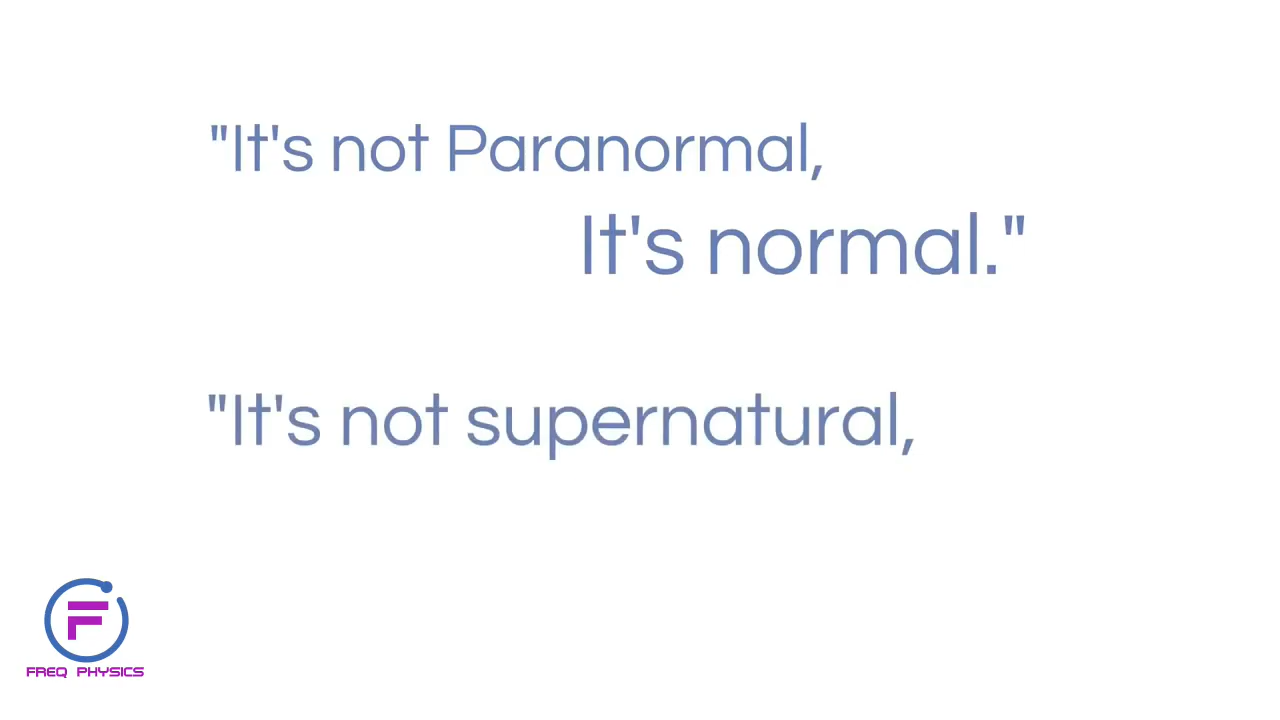 "It's not Paranormal,
It's normal."
"It's not supernatural,
F
FREQ PHYSICS